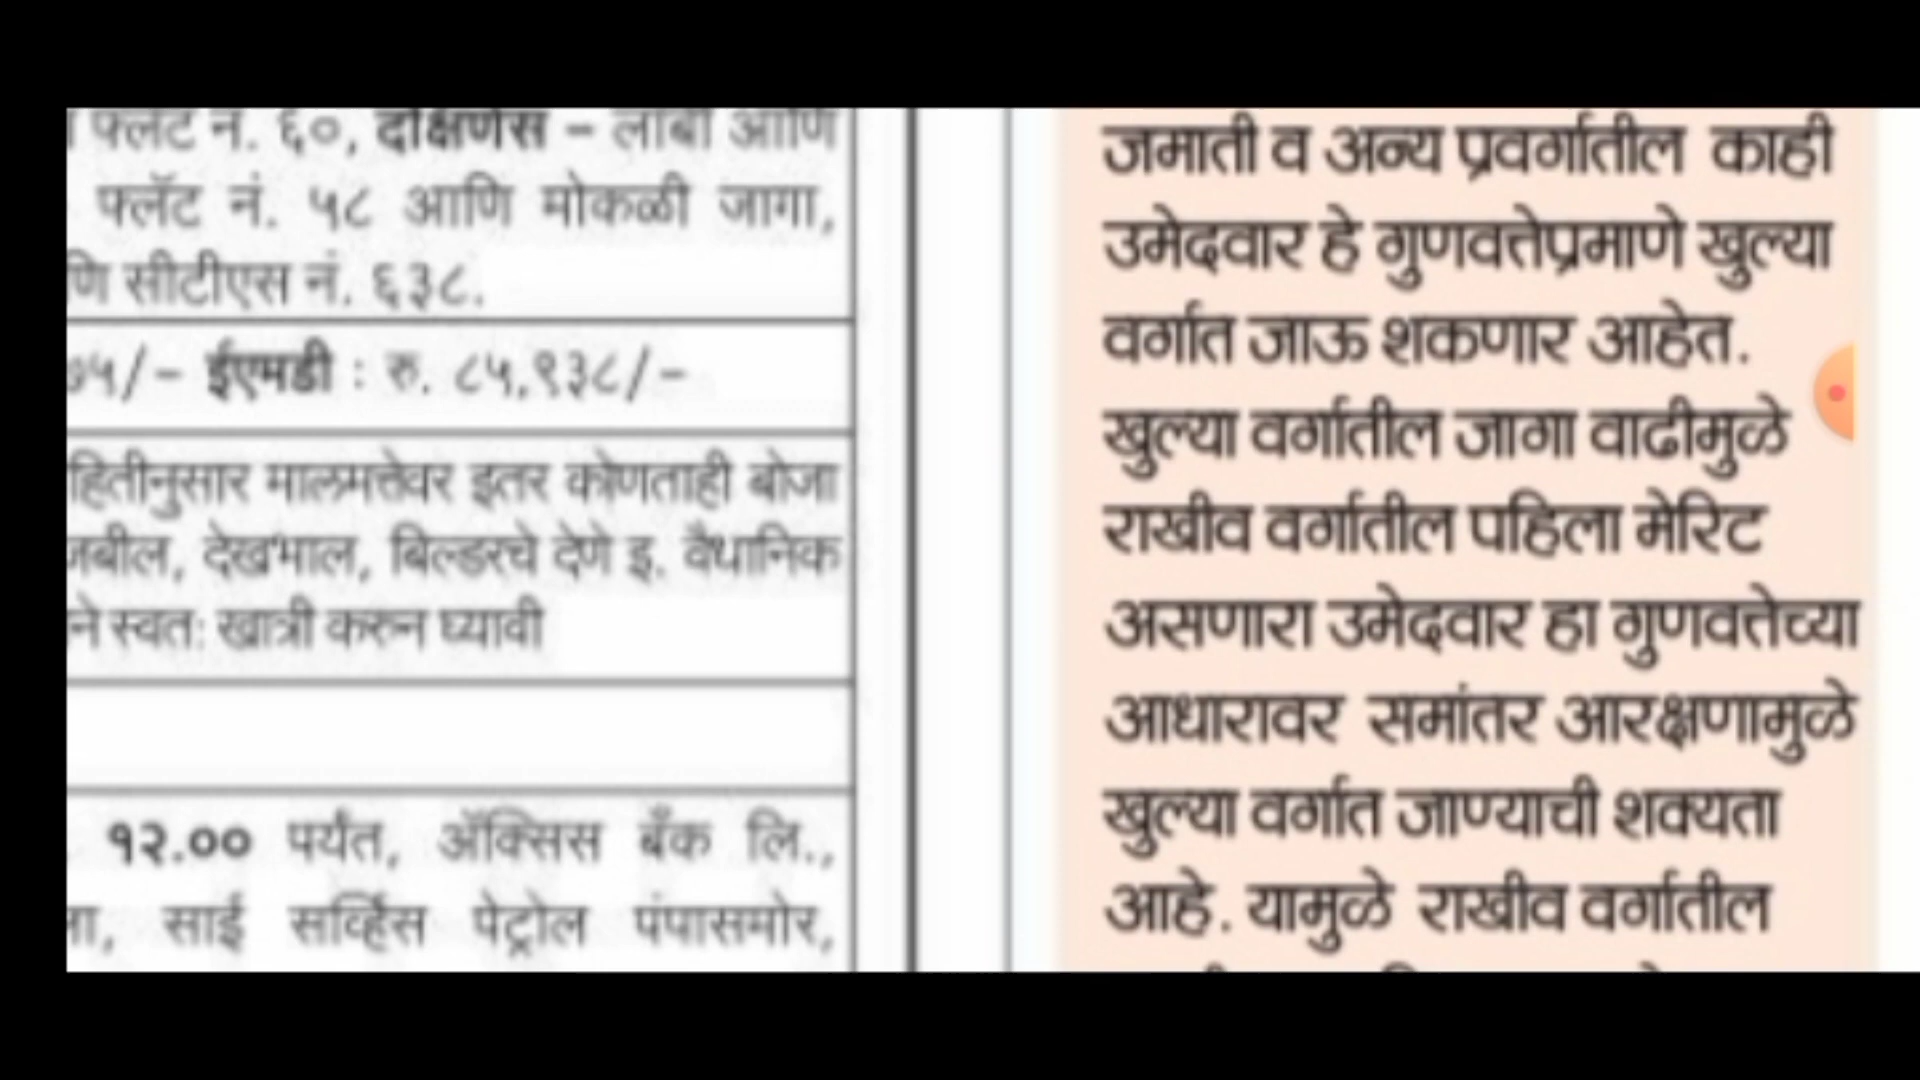 फ्लॅट नं. ६०, दक्षिणेस – लॉबी आणि
फ्लॅट नं. ५८ आणि मोकळी जागा,
णि सीटीएस नं. ६३८.
७५/– ईएमडी : रु. ८५,९३८/–
हितीनुसार मालमत्तेवर इतर कोणताही बोजा
जबील, देखभाल, बिल्डरचे देणे इ. वैधानिक
ने स्वत: खात्री करुन घ्यावी
१२.०० पर्यंत, ॲक्सिस बँक लि.,
ला, साई सर्व्हिस पेट्रोल पंपासमोर,
जमाती व अन्य प्रवर्गातील काही
उमेदवार हे गुणवत्तेप्रमाणे खुल्या
वर्गात जाऊ शकणार आहेत.
खुल्या वर्गातील जागा वाढीमुळे
राखीव वर्गातील पहिला मेरिट
असणारा उमेदवार हा गुणवत्तेच्या
आधारावर समांतर आरक्षणामुळे
खुल्या वर्गात जाण्याची शक्यता
आहे. यामुळे राखीव वर्गातील